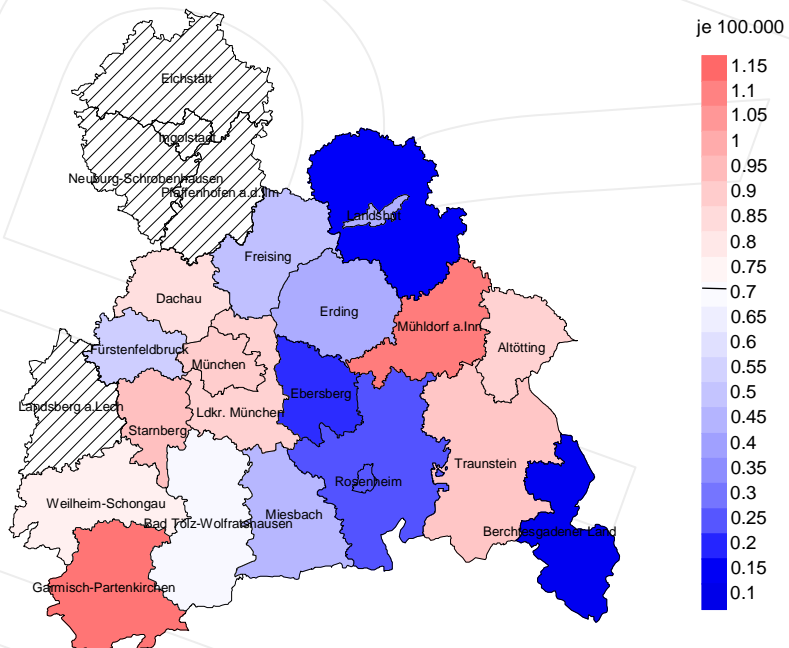 je 100.000
1.15
1.1
1.05
1
0.95
0.9
0.85
0.8
0.75
0.7
0.65
0.6
0.55
0.5
0.45
0.4
0.35
0.3
0.25
0.2
0.15
0.1
Eichstätt
Ingolstadt
Neuburg-Schrobenhausen
Pfaffenhofen a.d.Ilm
Landshut
Freising
Dachau
Erding
Mühldorf a.Inn
Altötting
Fürstenfeldbruck
München
Ebersberg
Landsberg a.Lech
Ldkr. München
Starnberg
Traunstein
Rosenheim
Weilheim-Schongau
Miesbach
Bad Tölz-Wolfratshausen
Berchtesgadener Land
Garmisch-Partenkirchen